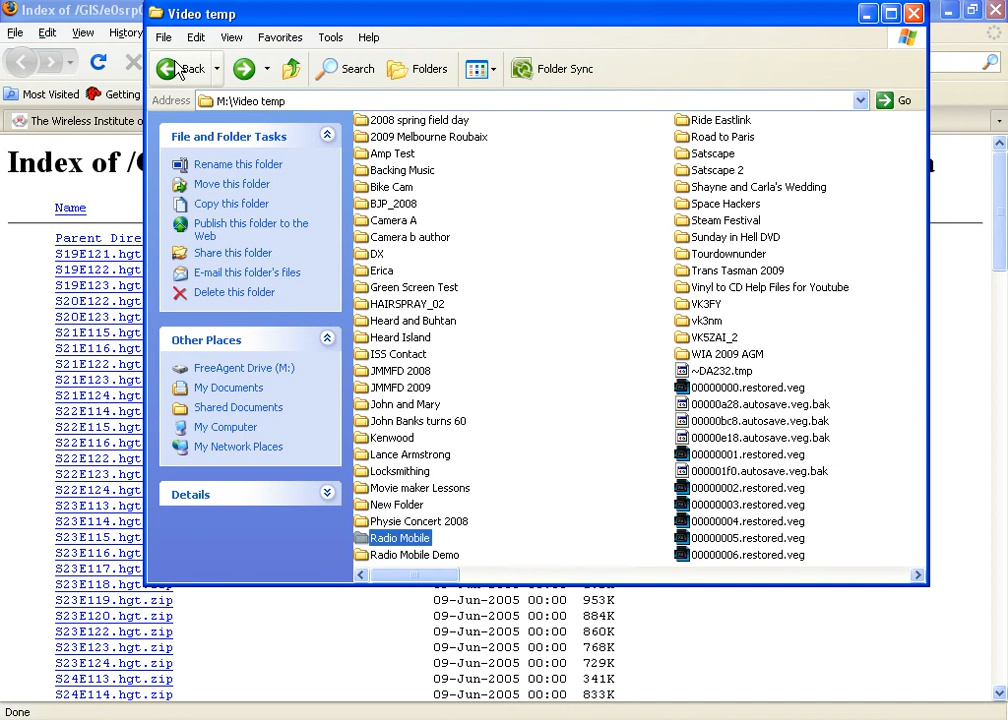 Index of /GIS/e0srp0
Video temp
File Edit View History
File Edit View Favorites Tools Help
Back
Search
Folders
Folder Sync
Most Visited
Getting
Address
M:\Video temp
Go
The Wireless Institute o
Index of /
Name
Parent Dire
S19E121.hgt
S19E122.hgt
S19E123.hgt
S20E122.hgt
S20E123.hgt
S21E115.hgt
S21E116.hgt
S21E122.hgt
S21E123.hgt
S21E124.hgt
S22E114.hgt
S22E115.hgt
S22E116.hgt
S22E122.hgt
S22E123.hgt
S22E124.hgt
S23E113.hgt
S23E114.hgt
S23E115.hgt
S23E116.hgt
S23E117.hgt
S23E118.hgt
S23E119.hgt.zip 09-Jun-2005 00:00 953K
S23E120.hgt.zip 09-Jun-2005 00:00 884K
S23E122.hgt.zip 09-Jun-2005 00:00 860K
S23E123.hgt.zip 09-Jun-2005 00:00 768K
S23E124.hgt.zip 09-Jun-2005 00:00 729K
S24E113.hgt.zip 09-Jun-2005 00:00 341K
S24E114.hgt.zip 09-Jun-2005 00:00 833K
File and Folder Tasks
Rename this folder
Move this folder
Copy this folder
Publish this folder to the
Web
Share this folder
E-mail this folder's files
Delete this folder
Other Places
FreeAgent Drive (M:)
My Documents
Shared Documents
My Computer
My Network Places
Details
2008 spring field day
2009 Melbourne Roubaix
Amp Test
Backing Music
Bike Cam
BJP_2008
Camera A
Camera b author
DX
Erica
Green Screen Test
HAIRSPRAY_02
Heard and Buhtan
Heard Island
ISS Contact
JMMFD 2008
JMMFD 2009
John and Mary
John Banks turns 60
Kenwood
Lance Armstrong
Locksmithing
Movie maker Lessons
New Folder
Physie Concert 2008
Radio Mobile
Radio Mobile Demo
Ride Eastlink
Road to Paris
Satscape
Satscape 2
Shayne and Carla's Wedding
Space Hackers
Steam Festival
Sunday in Hell DVD
Tourdownunder
Trans Tasman 2009
Vinyl to CD Help Files for Youtube
VK3FY
vk3nm
VK5ZAI_2
WIA 2009 AGM
~DA232.tmp
00000000.restored.veg
00000a28.autosave.veg.bak
00000bc8.autosave.veg.bak
00000e18.autosave.veg.bak
00000001.restored.veg
000001f0.autosave.veg.bak
00000002.restored.veg
00000003.restored.veg
00000004.restored.veg
00000005.restored.veg
00000006.restored.veg
Done